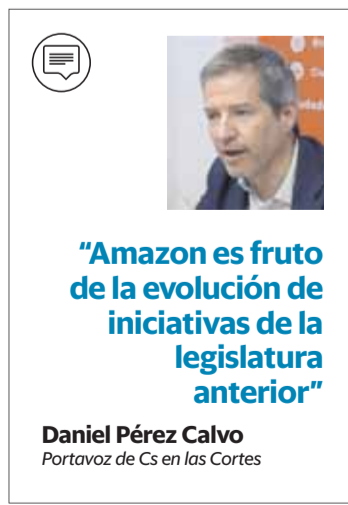 “Amazon es fruto
de la evolución de
iniciativas de la
legislatura
anterior”
Daniel Pérez Calvo
Portavoz de Cs en las Cortes